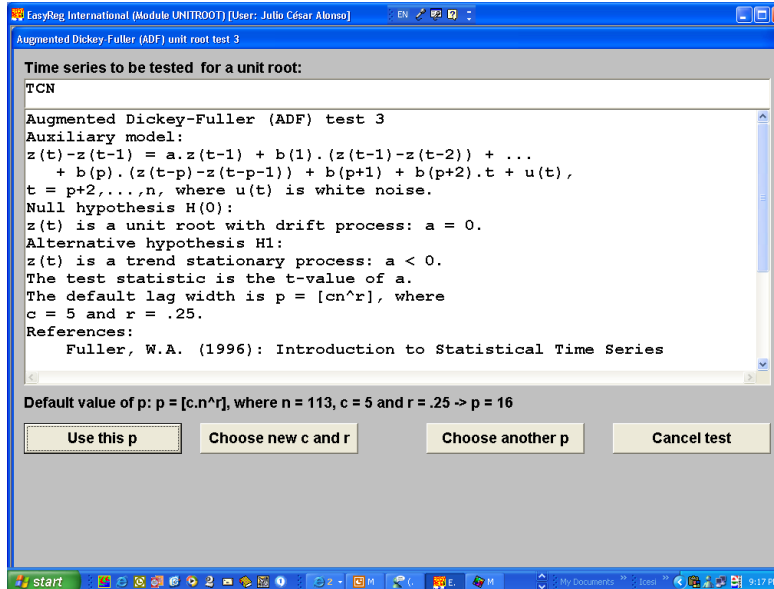 EasyReg International (Module UNITROOT) [User: Julio César Alonso]
EN
Augmented Dickey-Fuller (ADF) unit root test 3
Time series to be tested for a unit root:
TCN
Augmented Dickey-Fuller (ADF) test 3
Auxiliary model:
z(t)-z(t-1) = a.z(t-1) + b(1).(z(t-1)-z(t-2)) + ...
+ b(p).(z(t-p)-z(t-p-1)) + b(p+1) + b(p+2).t + u(t),
t = p+2,...,n, where u(t) is white noise.
Null hypothesis H(0):
z(t) is a unit root with drift process: a = 0.
Alternative hypothesis H1:
z(t) is a trend stationary process: a < 0.
The test statistic is the t-value of a.
The default lag width is p = [cn^r], where
c = 5 and r = .25.
References:
Fuller, W.A. (1996): Introduction to Statistical Time Series
Default value of p: p = [c.n^r], where n = 113, c = 5 and r = .25 -> p = 16
Use this p
Choose new c and r
Choose another p
Cancel test
start
2
M
(.
E.
M
My Documents »
Icesi »
9:17 P